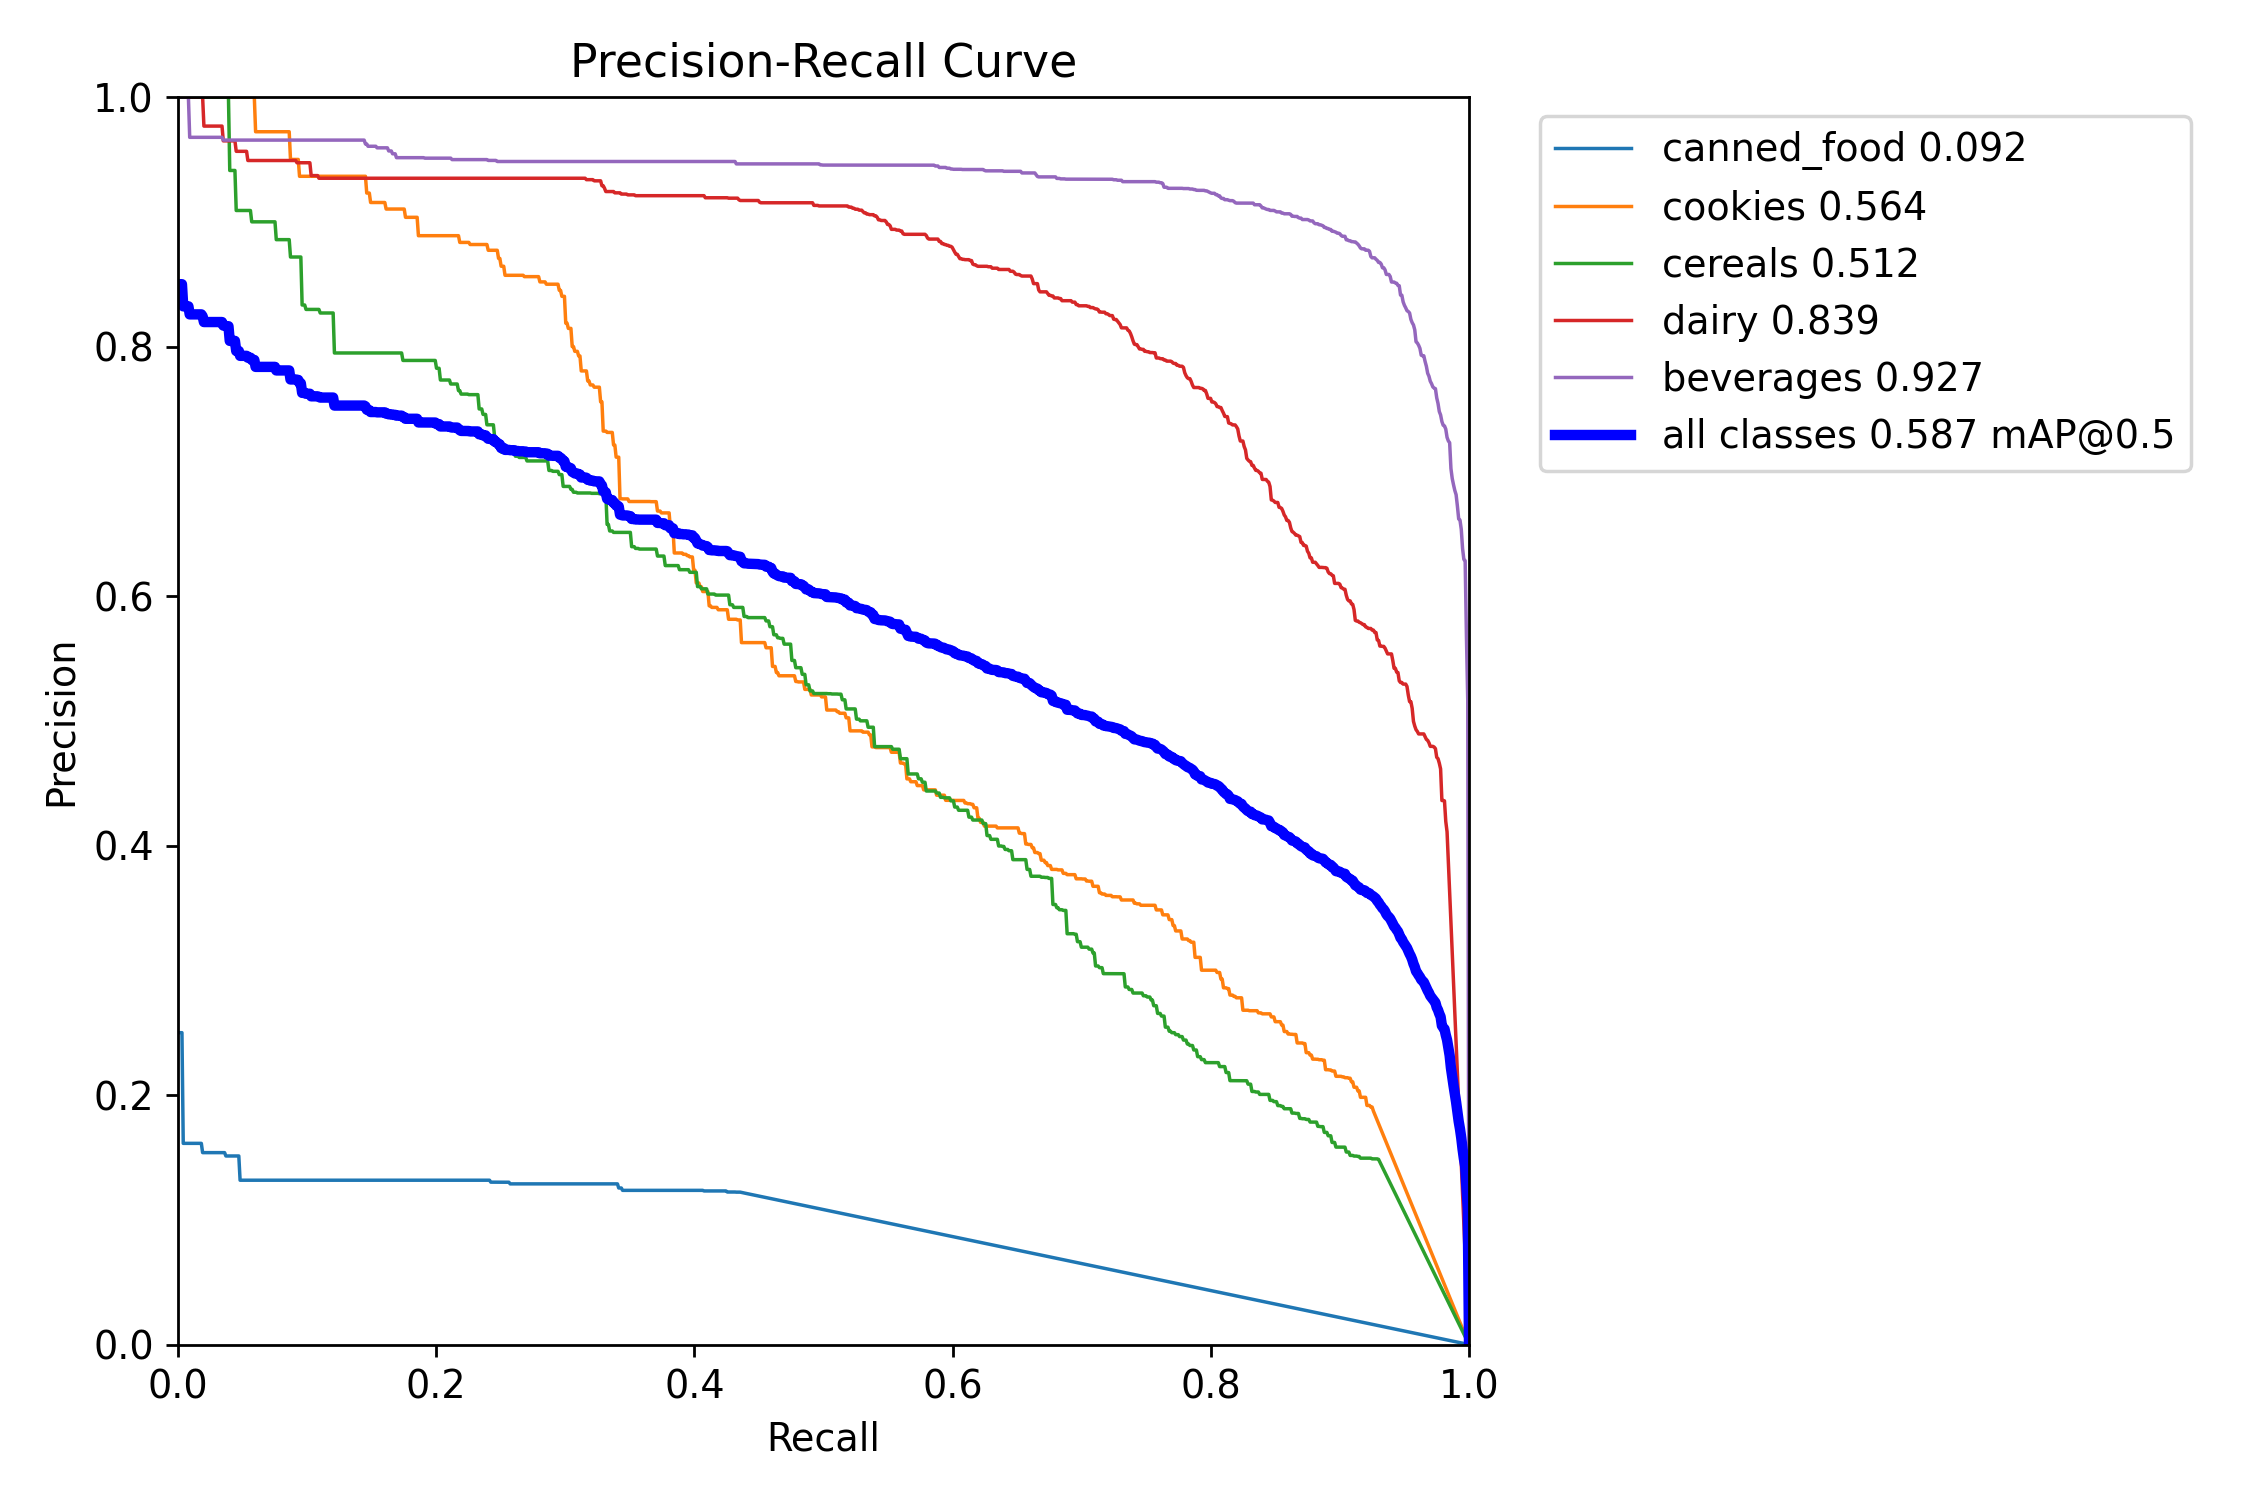 Precision-Recall Curve
1.0
0.8
0.6
0.4
0.2
0.0
Precision
0.0 0.2 0.4 0.6 0.8 1.0
Recall
canned_food 0.092
cookies 0.564
cereals 0.512
dairy 0.839
beverages 0.927
all classes 0.587 mAP@0.5